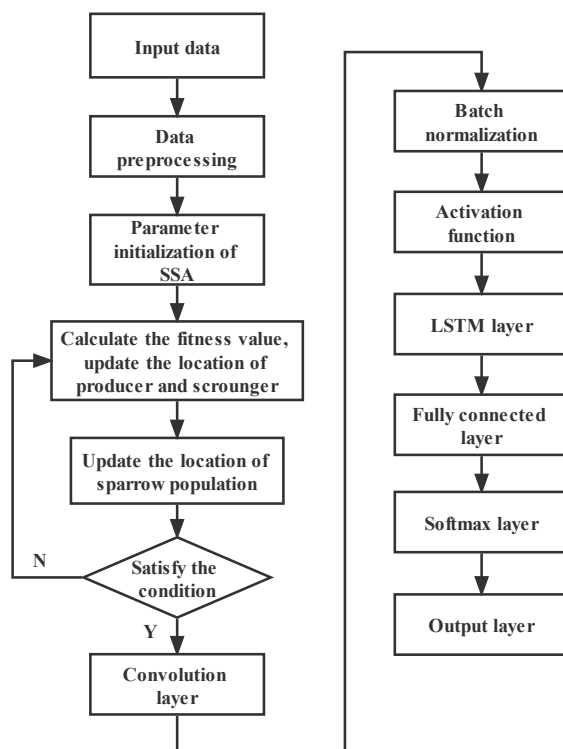 Input data
Data
preprocessing
Parameter
initialization of
SSA
Calculate the fitness value,
update the location of
producer and scrounger
Update the location of
sparrow population
Satisfy the
condition
N
Y
Convolution
layer
Batch
normalization
Activation
function
LSTM layer
Fully connected
layer
Softmax layer
Output layer